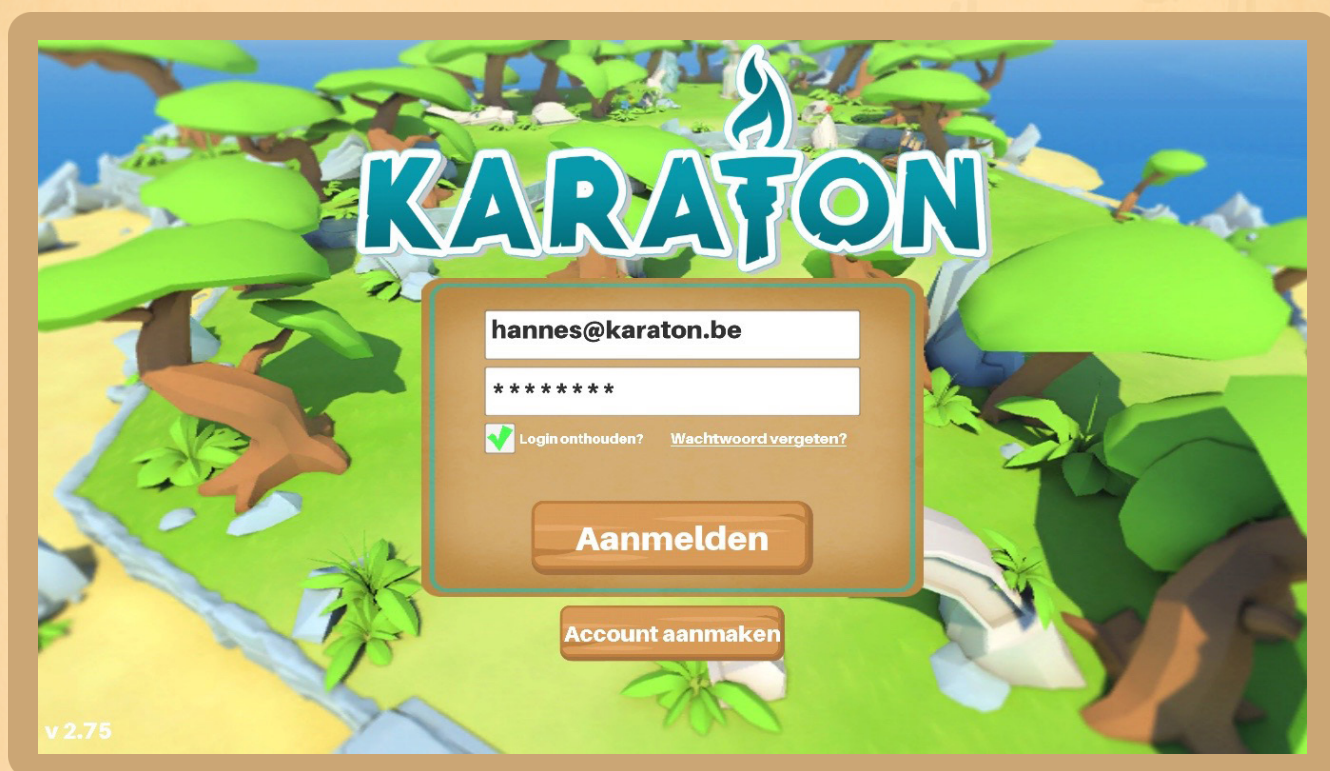 KARATON
hannes@karaton.be
********
Login onthouden? Wachtwoord vergeten?
Aanmelden
Account aanmaken
v 2.75